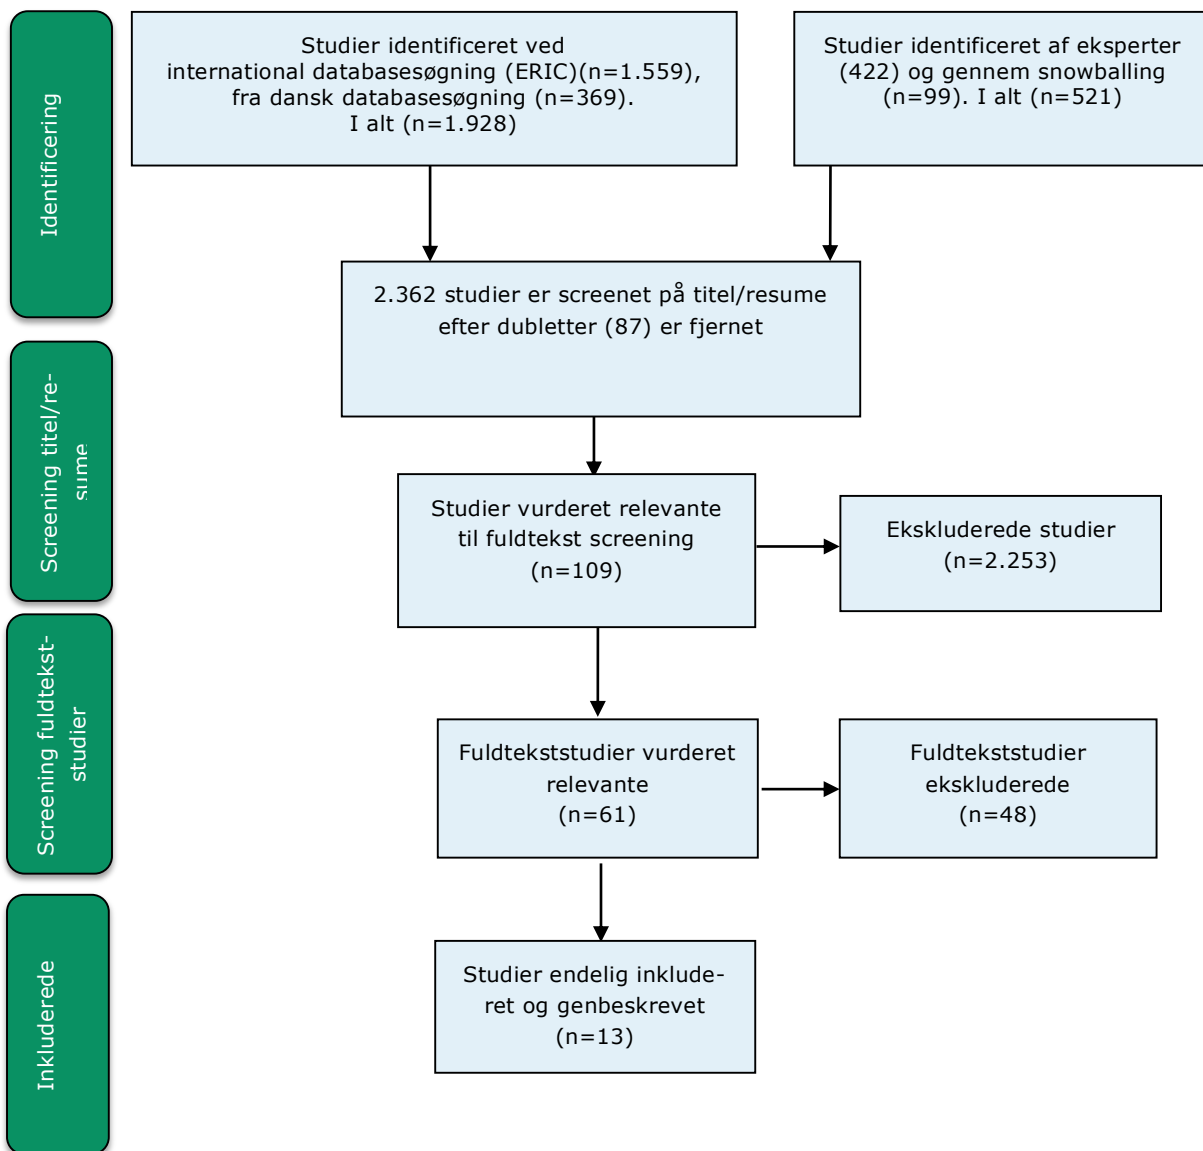 Identificering
Studier identificeret ved
international databasesøgning (ERIC)(n=1.559),
fra dansk databasesøgning (n=369).
I alt (n=1.928)
Studier identificeret af eksperter
(422) og gennem snowballing
(n=99). I alt (n=521)
2.362 studier er screenet på titel/resume
efter dubletter (87) er fjernet
Screening titel/re-
sume
Studier vurderet relevante
til fuldtekst screening
(n=109)
Ekskluderede studier
(n=2.253)
Screening fuldtekst-
studier
Fuldtekststudier vurderet
relevante
(n=61)
Fuldtekststudier
ekskluderede
(n=48)
Inkluderede
Studier endelig inklude-
ret og genbeskrevet
(n=13)